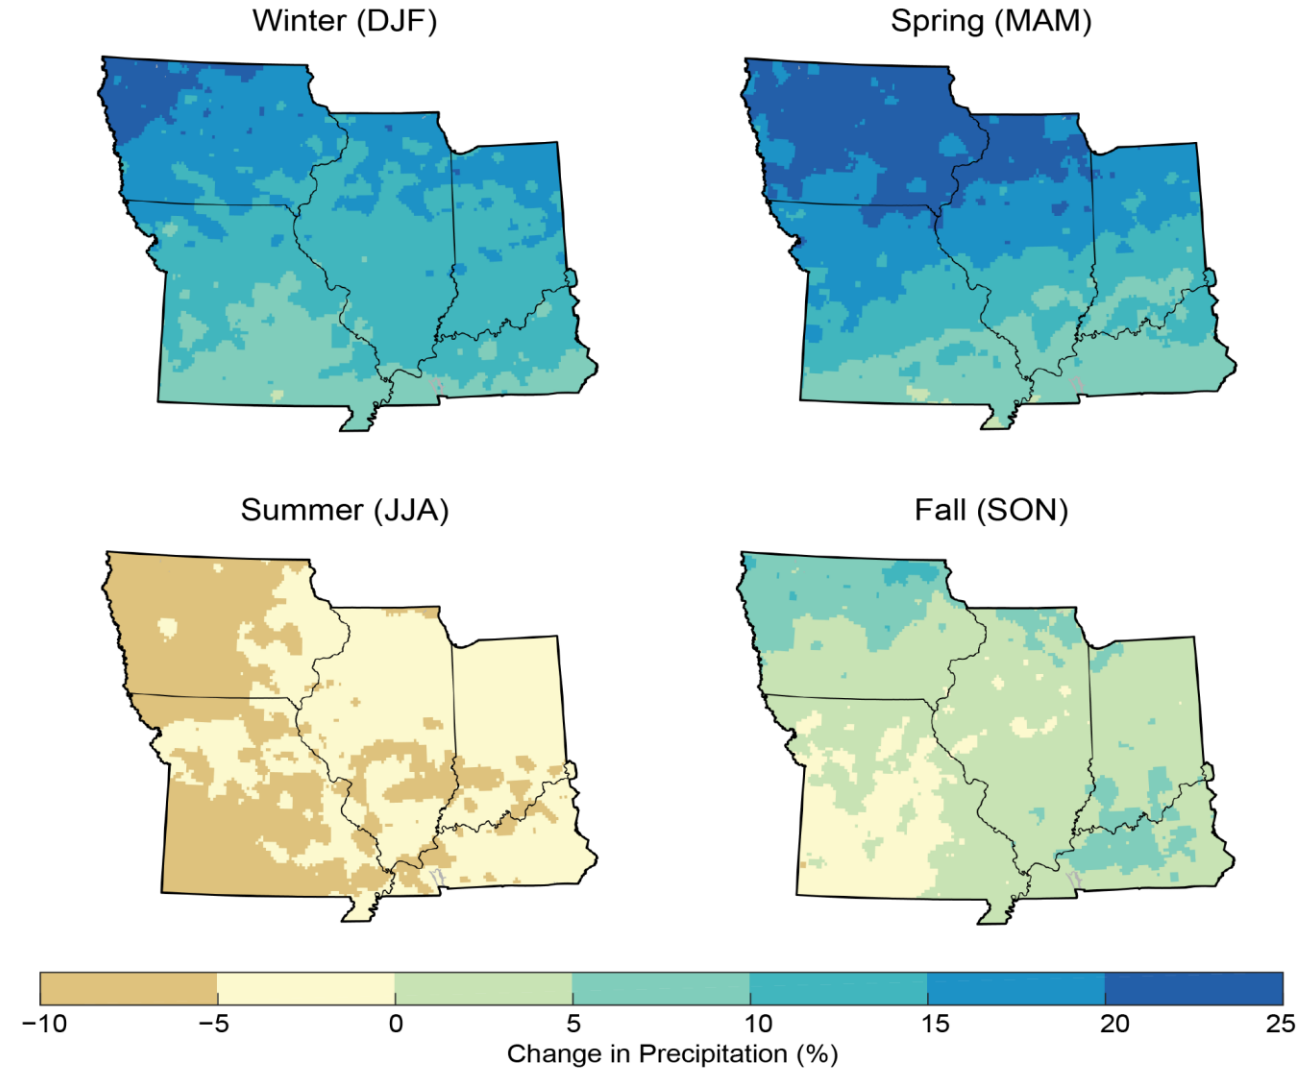 Winter (DJF)
Spring (MAM)
Summer (JJA)
Fall (SON)
−10 −5 0 5 10 15 20 25
Change in Precipitation (%)